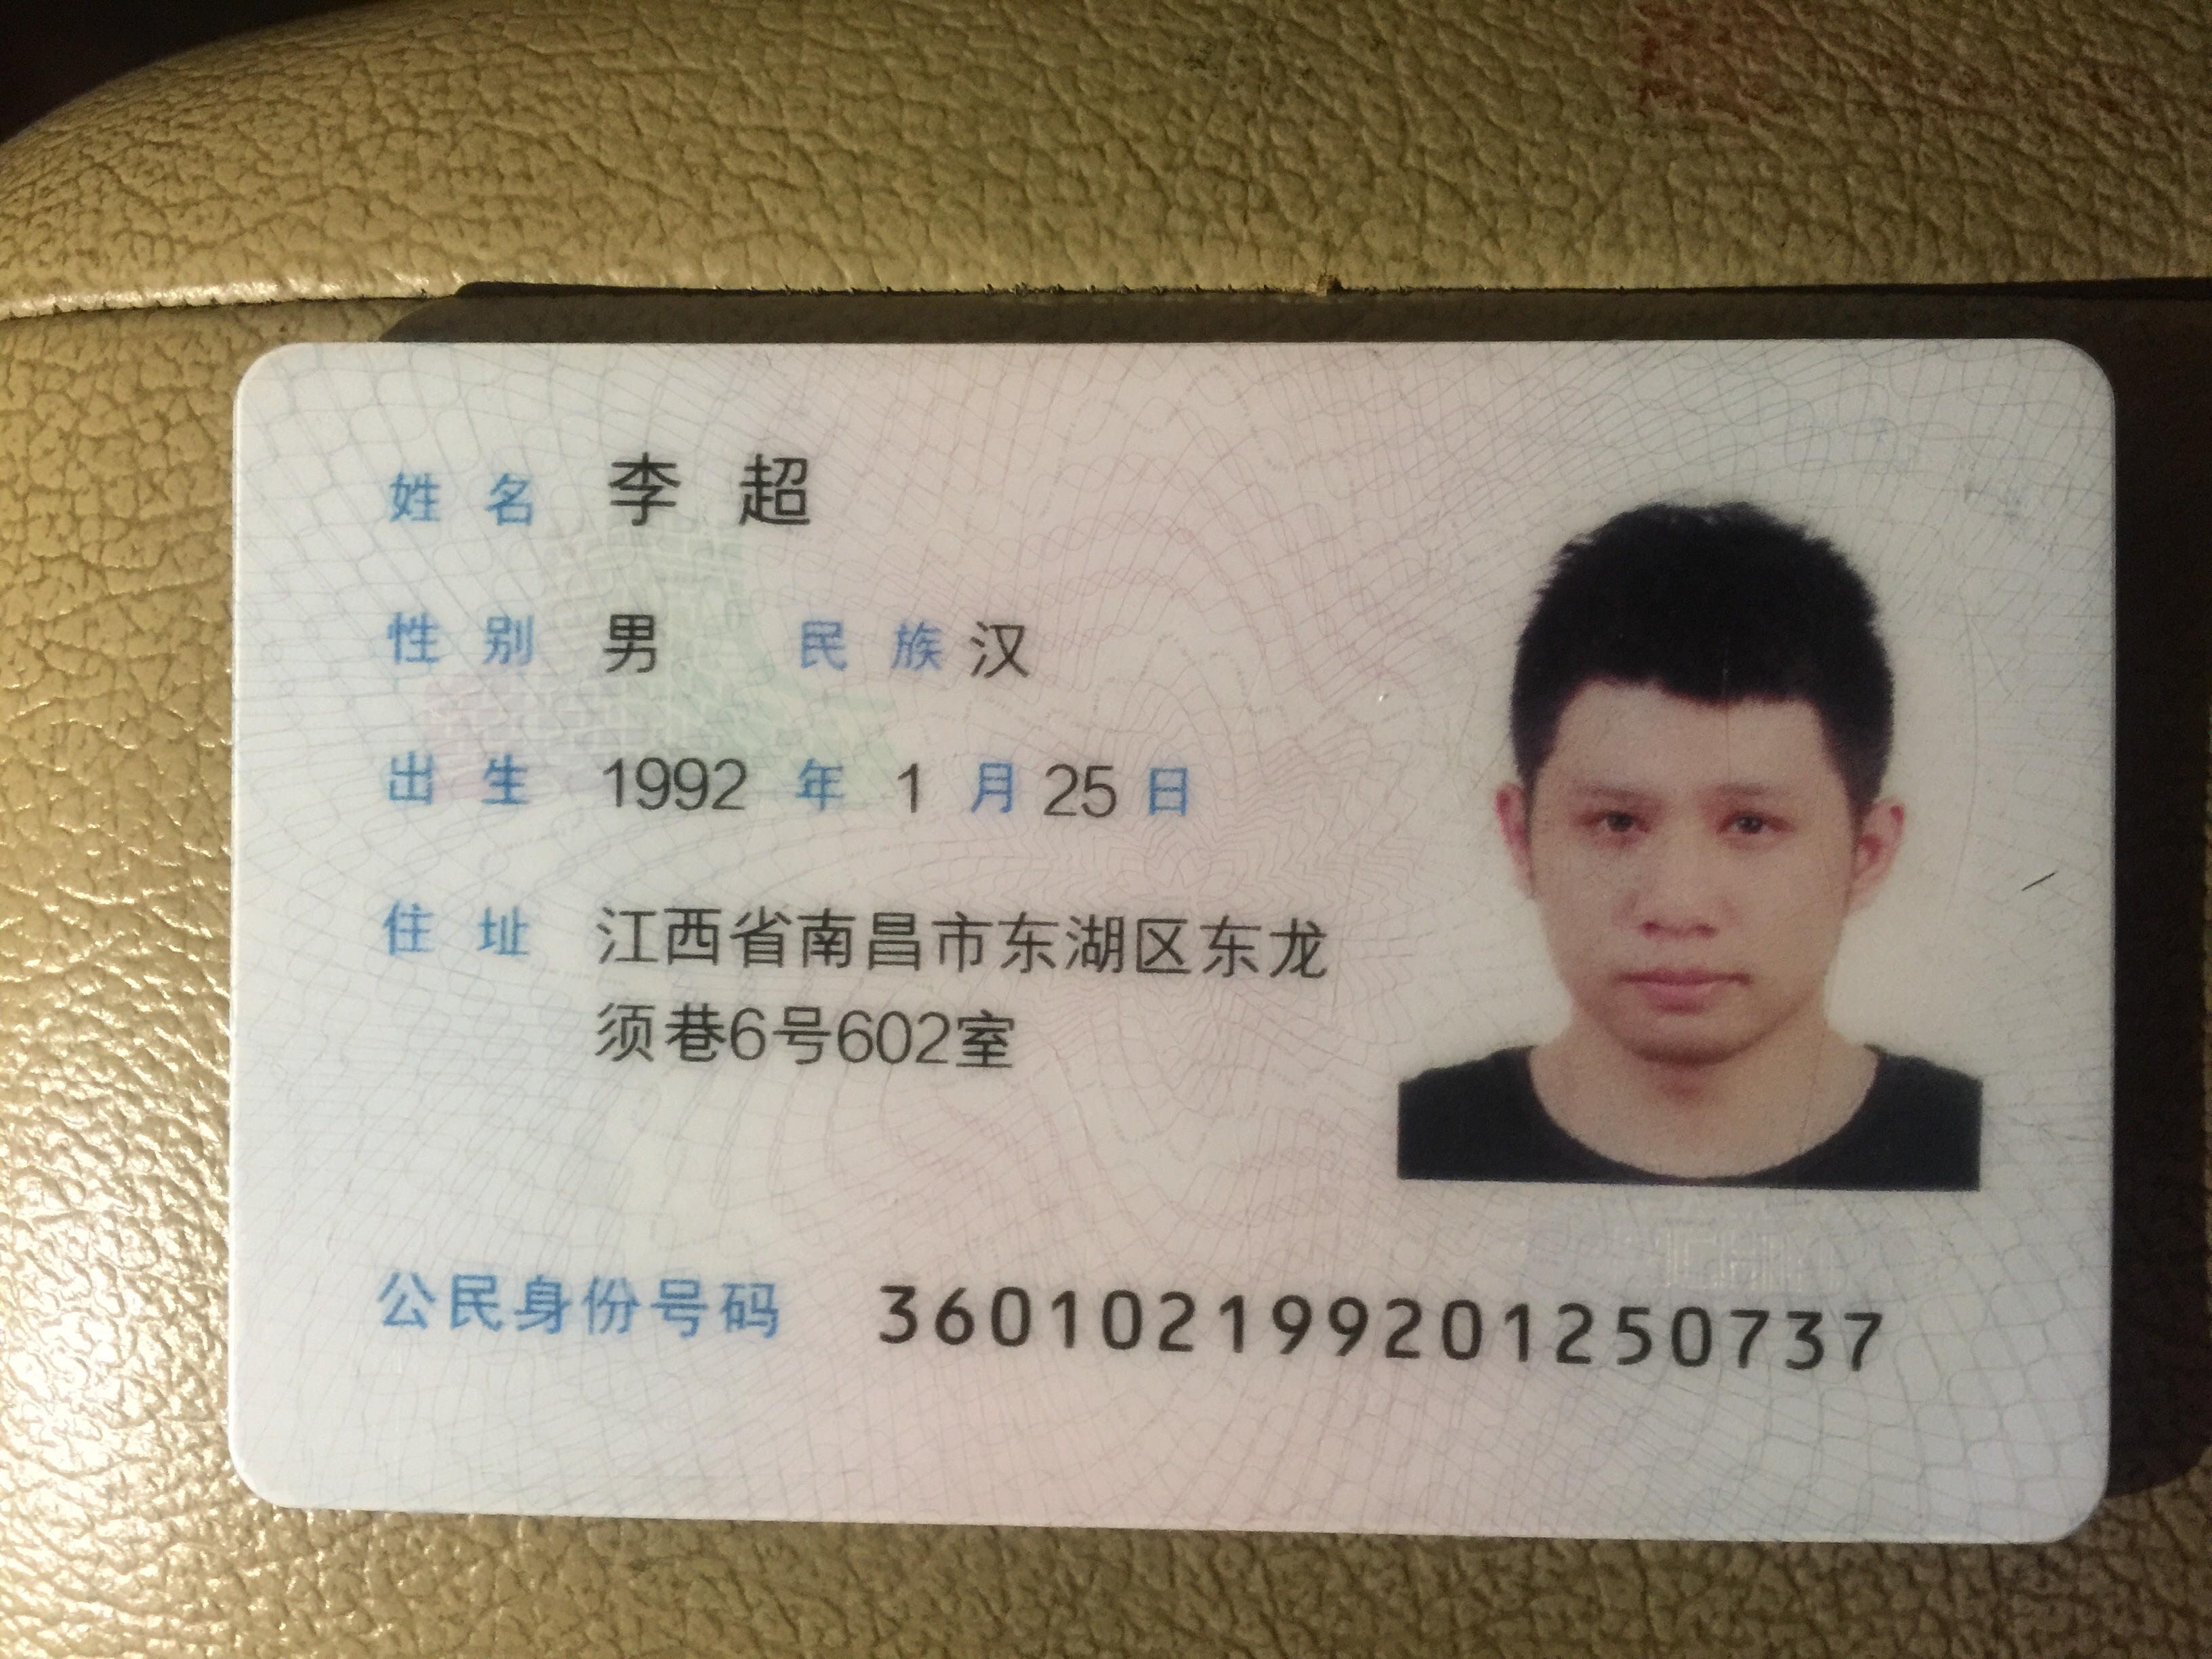 姓名 李超
性别 男 民族 汉
出生 1992 年 1 月 25 日
住址 江西省南昌市东湖区东龙
须巷6号602室
公民身份号码 360102199201250737